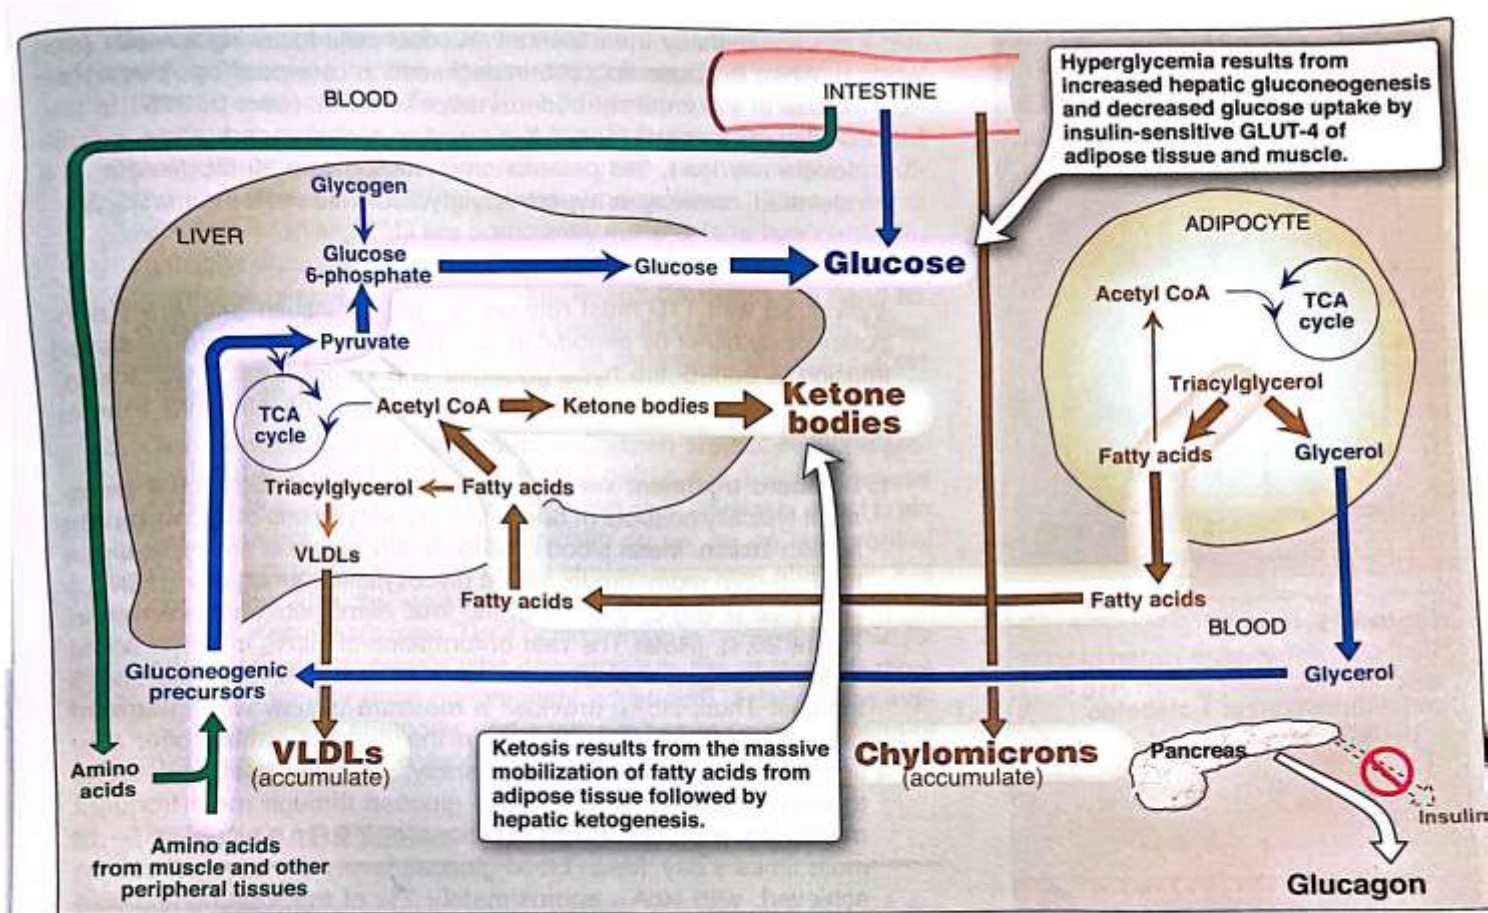 BLOOD
INTESTINE
Hyperglycemia results from
increased hepatic gluconeogenesis
and decreased glucose uptake by
insulin-sensitive GLUT-4 of
adipose tissue and muscle.
LIVER
Glycogen
Glucose
6-phosphate
Glucose
Glucose
Pyruvate
TCA
cycle
Acetyl CoA
Ketone bodies
Ketone
bodies
Triacylglycerol
Fatty acids
VLDLs
Fatty acids
ADIPOCYTE
Acetyl CoA
TCA
cycle
Triacylglycerol
Fatty acids
Glycerol
Fatty acids
BLOOD
Glycerol
Gluconeogenic
precursors
Amino
acids
VLDLs
(accumulate)
Ketosis results from the massive
mobilization of fatty acids from
adipose tissue followed by
hepatic ketogenesis.
Chylomicrons
(accumulate)
Pancreas
Insulin
Glucagon
Amino acids
from muscle and other
peripheral tissues